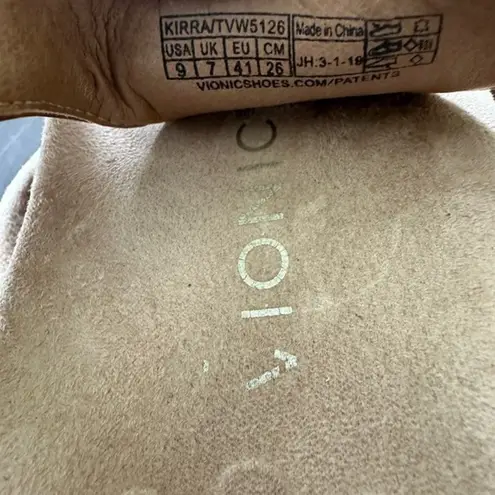 KIRRA/TVW5126
USA UK EU CM
9 7 41 26
Made in China
JH:3-1-19
VIONICSHOES.COM/PATENTS
VIONIC